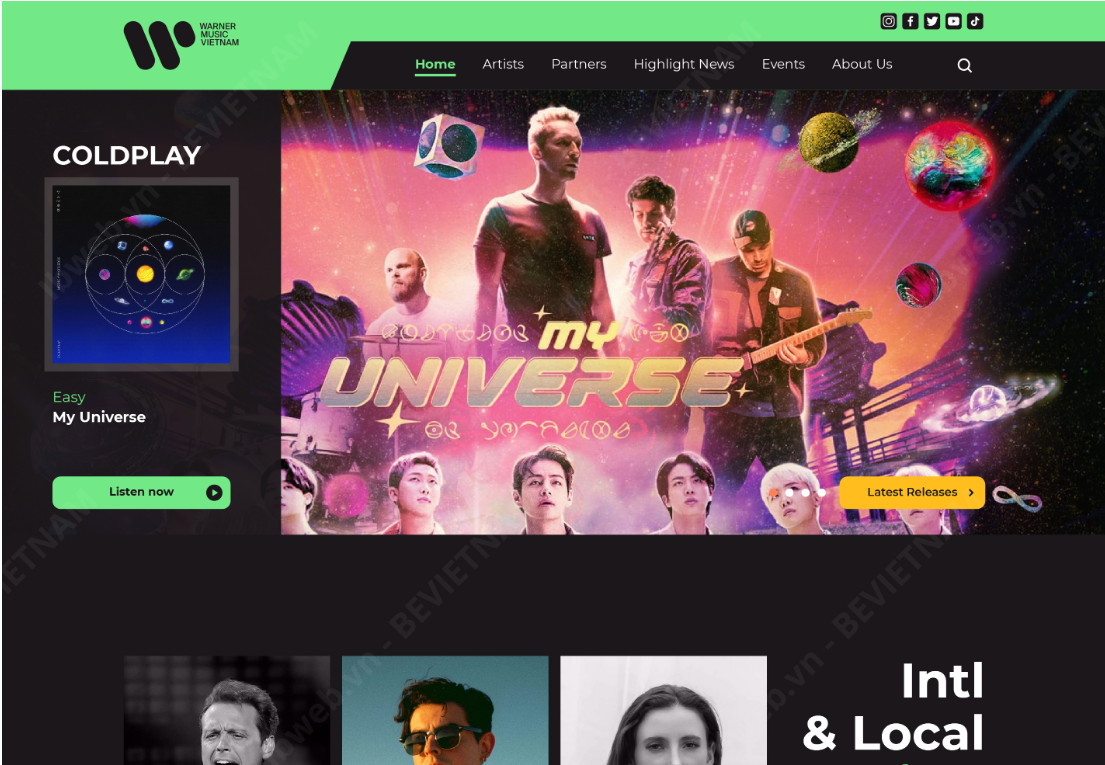 WARNER
MUSIC
VIETNAM
Home
Artists
Partners
Highlight News
Events
About Us
COLDPLAY
Easy
My Universe
Listen now
MY
UNIVERSE
Latest Releases
Intl
& Local